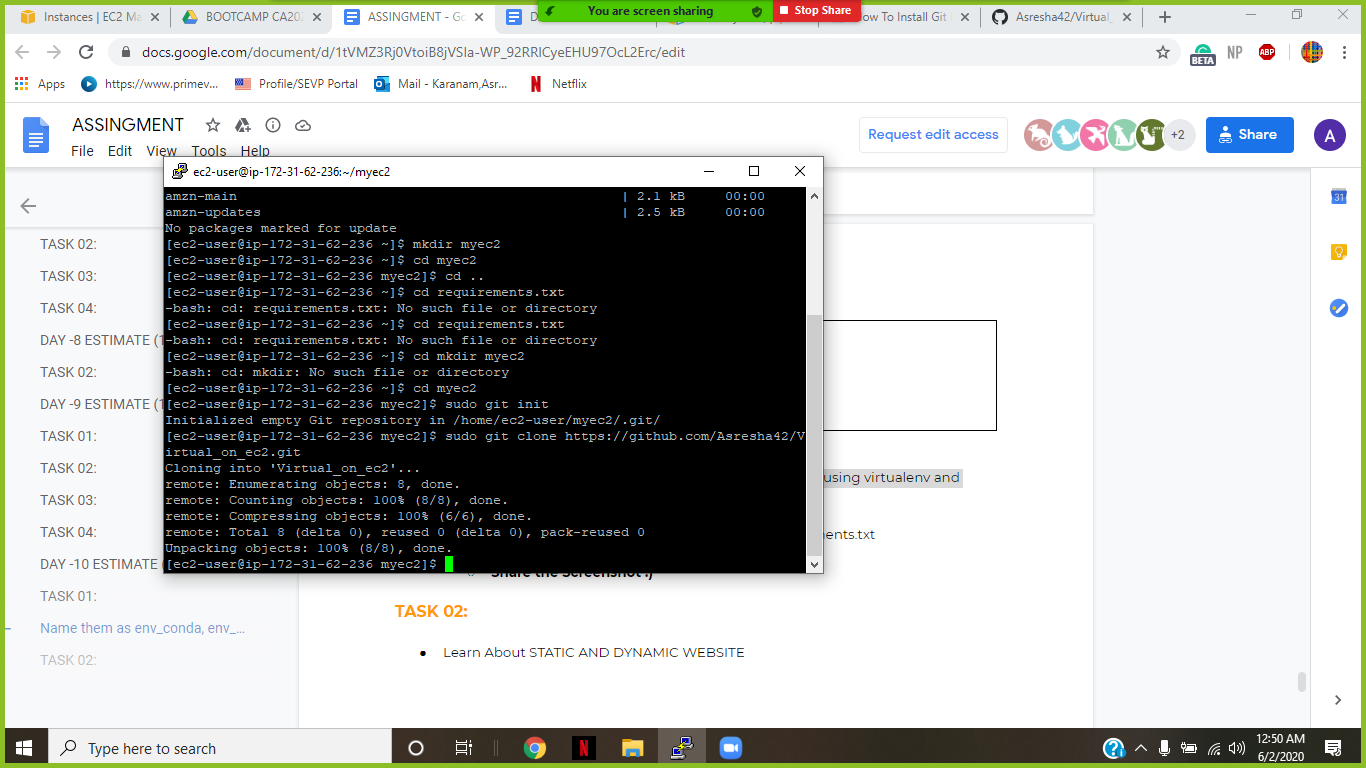 Instances | EC2 Ma
BOOTCAMP CA202
ASSINGMENT - Go
D
You are screen sharing
Stop Share
How To Install Git
Asresha42/Virtual_
docs.google.com/document/d/1tVMZ3Rj0VtoiB8jVSIa-WP_92RRlCyeEHU97OcL2Erc/edit
BETA
NP
ABP
Apps
https://www.primev...
Profile/SEVP Portal
Mail - Karanam,Asr...
Netflix
ASSINGMENT
File Edit View Tools Help
Request edit access
+2
Share
A
31
TASK 02:
TASK 03:
TASK 04:
DAY -8 ESTIMATE (1
TASK 02:
DAY -9 ESTIMATE (1
TASK 01:
TASK 02:
TASK 03:
TASK 04:
DAY -10 ESTIMATE (
TASK 01:
Name them as env_conda, env_...
TASK 02:
ec2-user@ip-172-31-62-236:~/myec2
amzn-main | 2.1 kB 00:00
amzn-updates | 2.5 kB 00:00
No packages marked for update
[ec2-user@ip-172-31-62-236 ~]$ mkdir myec2
[ec2-user@ip-172-31-62-236 ~]$ cd myec2
[ec2-user@ip-172-31-62-236 myec2]$ cd ..
[ec2-user@ip-172-31-62-236 ~]$ cd requirements.txt
-bash: cd: requirements.txt: No such file or directory
[ec2-user@ip-172-31-62-236 ~]$ cd requirements.txt
-bash: cd: requirements.txt: No such file or directory
[ec2-user@ip-172-31-62-236 ~]$ cd mkdir myec2
-bash: cd: mkdir: No such file or directory
[ec2-user@ip-172-31-62-236 ~]$ cd myec2
[ec2-user@ip-172-31-62-236 myec2]$ sudo git init
Initialized empty Git repository in /home/ec2-user/myec2/.git/
[ec2-user@ip-172-31-62-236 myec2]$ sudo git clone https://github.com/Asresha42/V
irtual_on_ec2.git
Cloning into 'Virtual_on_ec2'...
remote: Enumerating objects: 8, done.
remote: Counting objects: 100% (8/8), done.
remote: Compressing objects: 100% (6/6), done.
remote: Total 8 (delta 0), reused 0 (delta 0), pack-reused 0
Unpacking objects: 100% (8/8), done.
[ec2-user@ip-172-31-62-236 myec2]$
using virtualenv and
ents.txt
Share the Screenshot :)
TASK 02:
Learn About STATIC AND DYNAMIC WEBSITE
Type here to search
12:50 AM
6/2/2020